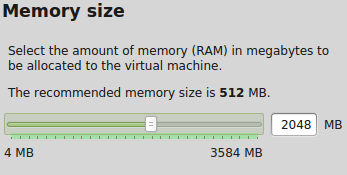 Memory size
Select the amount of memory (RAM) in megabytes to
be allocated to the virtual machine.
The recommended memory size is 512 MB.
2048 MB
4 MB 3584 MB